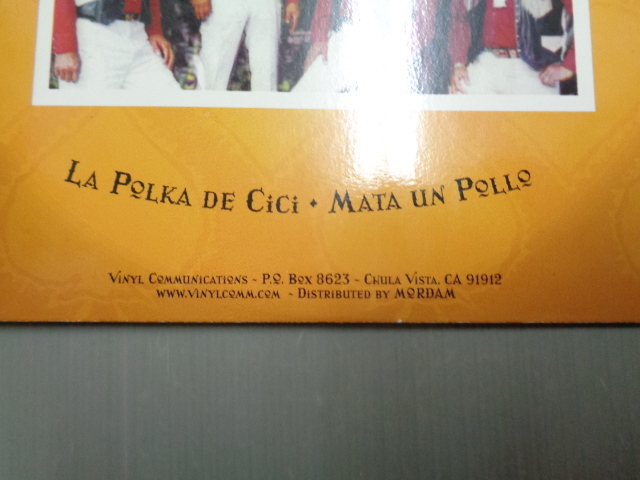 La Polka de Cici • Mata un Pollo
Vinyl Communications - P.O. Box 8623 - Chula Vista, CA 91912
www.vinylcomm.com - Distributed by MORDAM